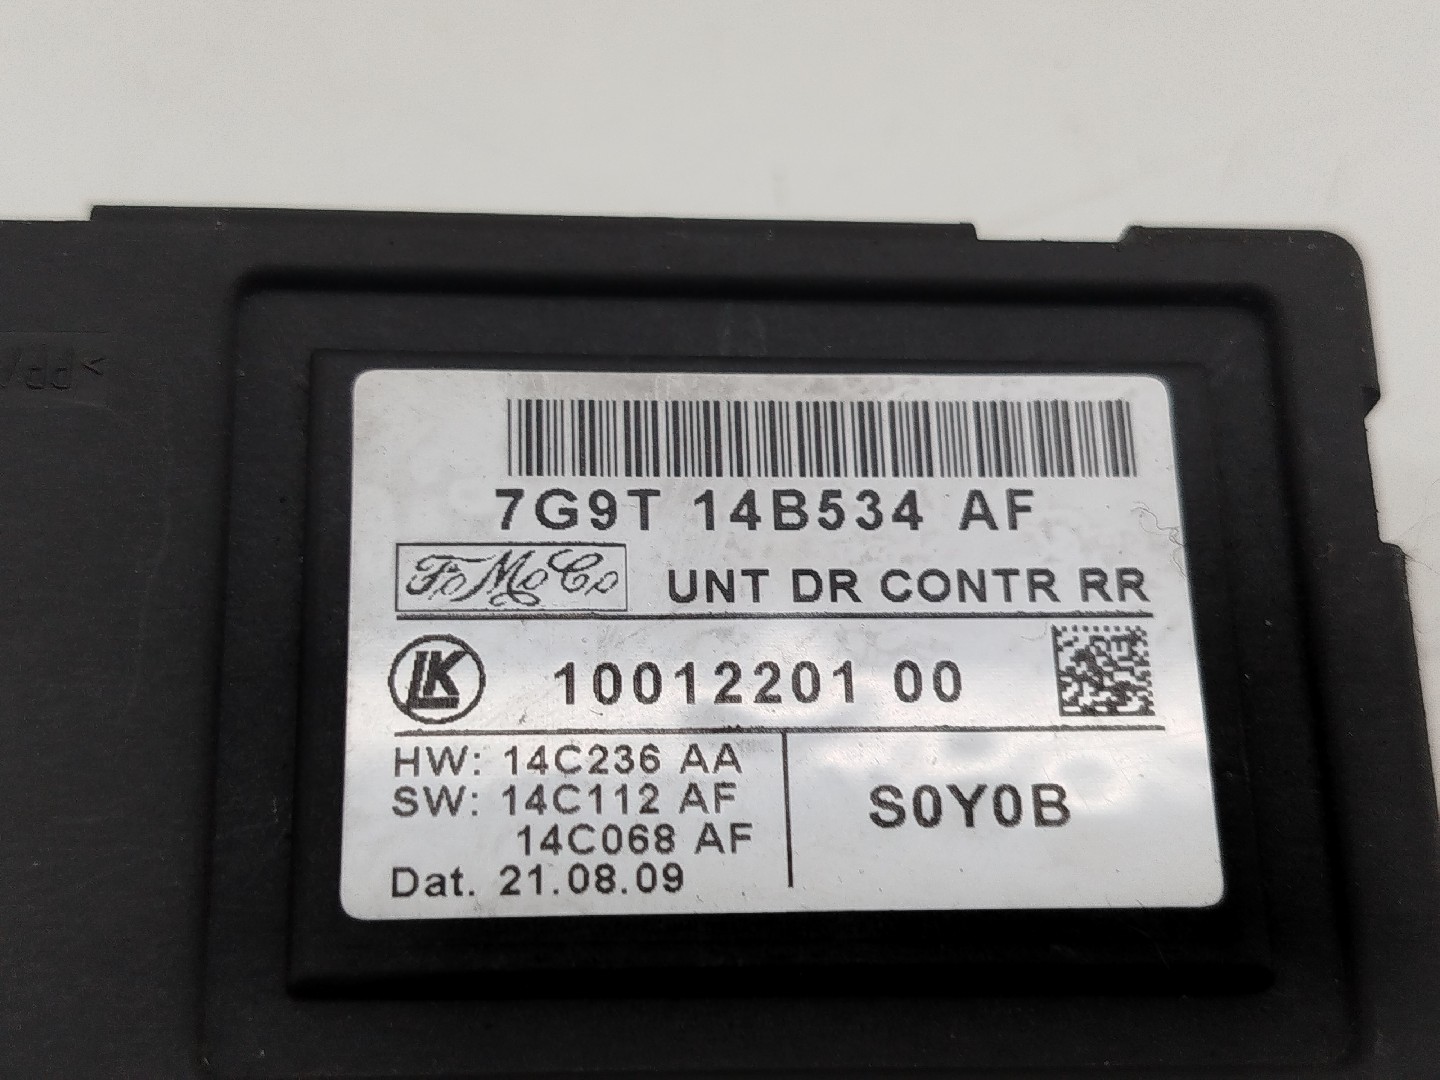 7G9T 14B534 AF
FoMoCo UNT DR CONTR RR
LK 10012201 00
HW: 14C236 AA
SW: 14C112 AF
14C068 AF
Dat. 21.08.09
S0Y0B